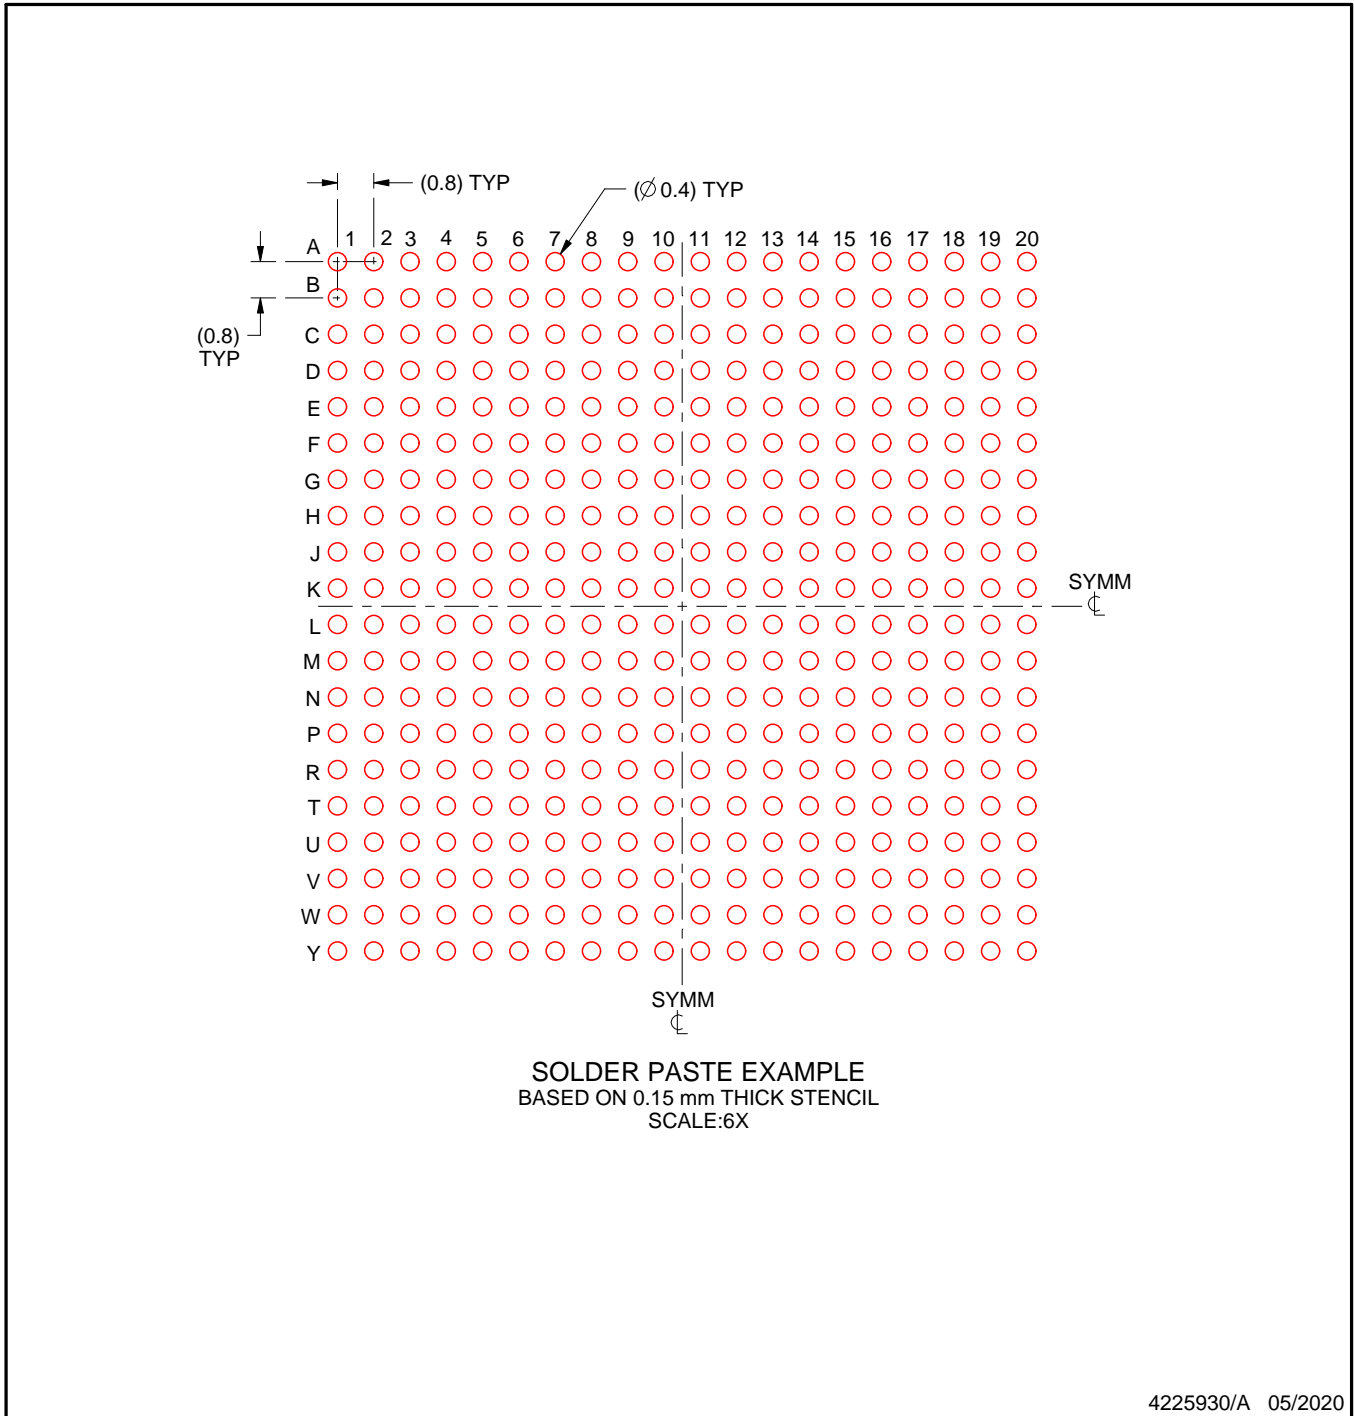 (0.8) TYP
(∅ 0.4) TYP
1 2 3 4 5 6 7 8 9 10 11 12 13 14 15 16 17 18 19 20
A
B
(0.8)
TYP
C
D
E
F
G
H
J
K
SYMM
℄
L
M
N
P
R
T
U
V
W
Y
SYMM
℄
SOLDER PASTE EXAMPLE
BASED ON 0.15 mm THICK STENCIL
SCALE:6X
4225930/A 05/2020